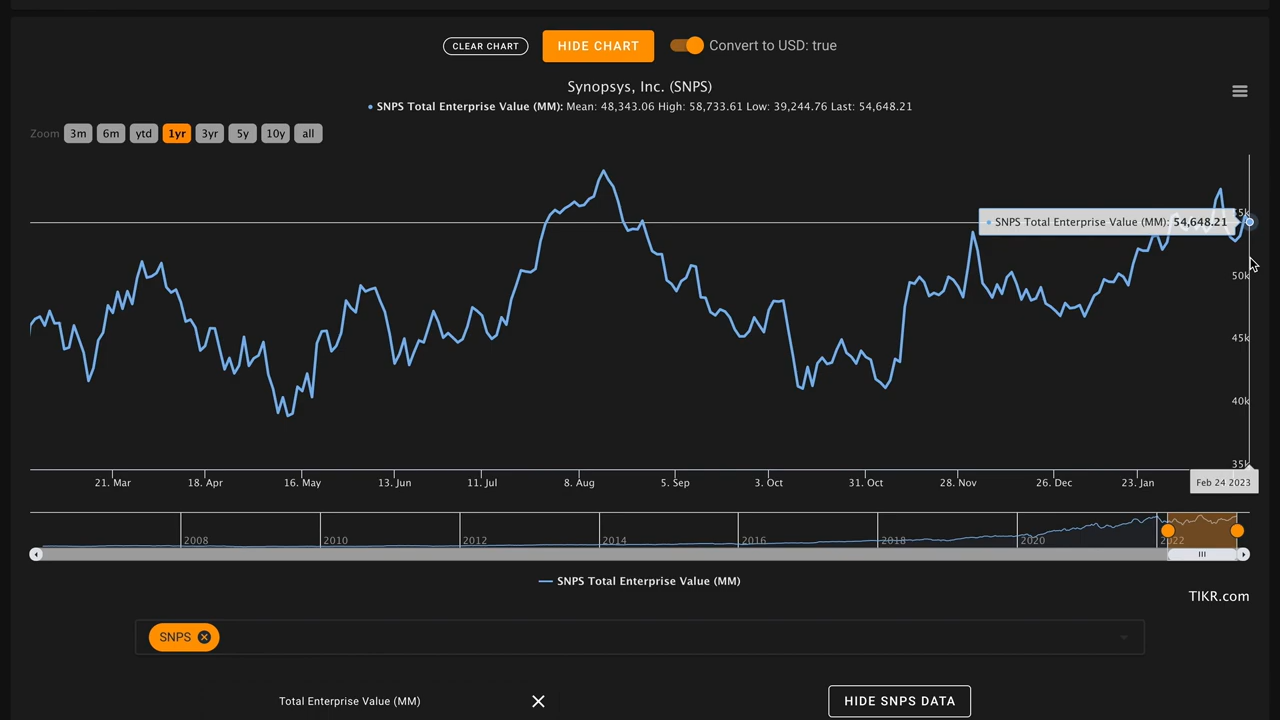 CLEAR CHART HIDE CHART Convert to USD: true
Synopsys, Inc. (SNPS)
SNPS Total Enterprise Value (MM): Mean: 48,343.06 High: 58,733.61 Low: 39,244.76 Last: 54,648.21
Zoom 3m 6m ytd 1yr 3yr 5y 10y all
55k
SNPS Total Enterprise Value (MM): 54,648.21
50k
45k
40k
35k
21. Mar 18. Apr 16. May 13. Jun 11. Jul 8. Aug 5. Sep 3. Oct 31. Oct 28. Nov 26. Dec 23. Jan Feb 24 2023
2008 2010 2012 2014 2016 2018 2020 2022
SNPS Total Enterprise Value (MM)
TIKR.com
SNPS
Total Enterprise Value (MM) HIDE SNPS DATA